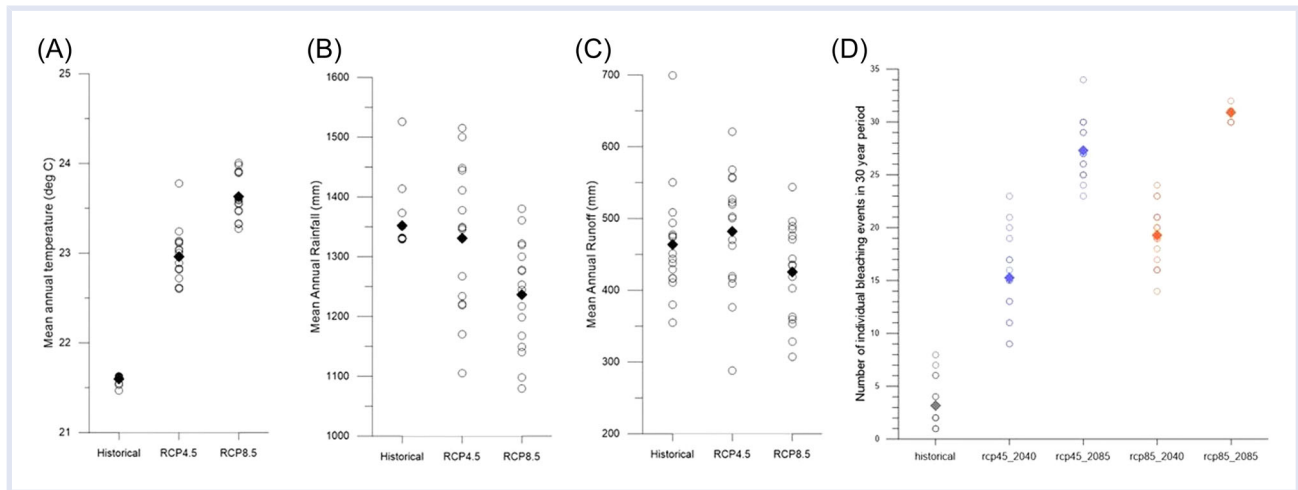 (A)
Mean annual temperature (deg C)
25
24
23
22
21
Historical RCP4.5 RCP8.5
(B)
Mean Annual Rainfall (mm)
1600
1500
1400
1300
1200
1100
1000
Historical RCP4.5 RCP8.5
(C)
Mean Annual Runoff (mm)
700
600
500
400
300
200
Historical RCP4.5 RCP8.5
(D)
Number of individual bleaching events in 30 year period
35
30
25
20
15
10
5
0
historical rcp45_2040 rcp45_2085 rcp85_2040 rcp85_2085